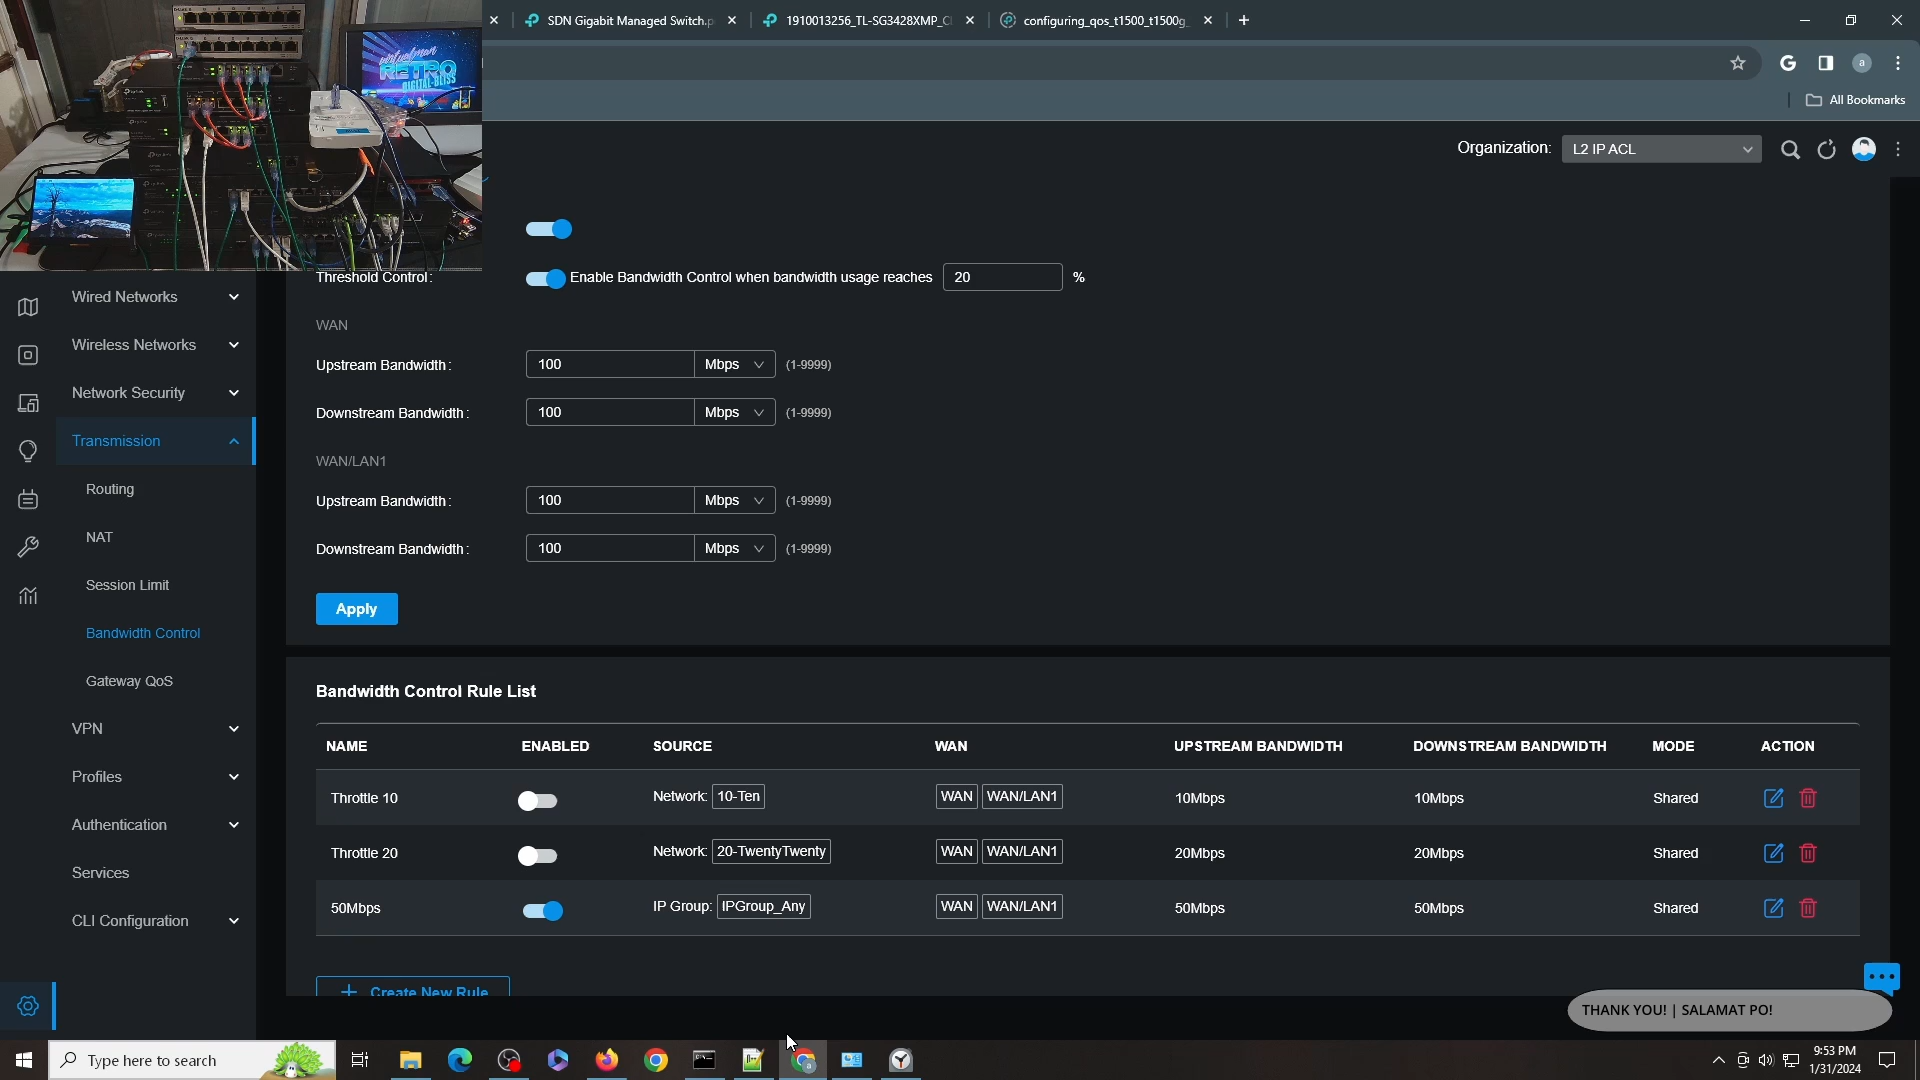 SDN Gigabit Managed Switch.p
1910013256_TL-SG3428XMP_C
configuring_qos_t1500_t1500g_
G
a
All Bookmarks
virtualman
RETRO
DIGITAL-BLISS
Organization:
L2 IP ACL
Threshold Control:
Enable Bandwidth Control when bandwidth usage reaches
20
%
WAN
Upstream Bandwidth:
100
Mbps
(1-9999)
Downstream Bandwidth:
100
Mbps
(1-9999)
WAN/LAN1
Upstream Bandwidth:
100
Mbps
(1-9999)
Downstream Bandwidth:
100
Mbps
(1-9999)
Apply
Wired Networks
Wireless Networks
Network Security
Transmission
Routing
NAT
Session Limit
Bandwidth Control
Gateway QoS
VPN
Profiles
Authentication
Services
CLI Configuration
Bandwidth Control Rule List
NAME ENABLED SOURCE WAN UPSTREAM BANDWIDTH DOWNSTREAM BANDWIDTH MODE ACTION
Throttle 10 Network: 10-Ten WAN WAN/LAN1 10Mbps 10Mbps Shared
Throttle 20 Network: 20-TwentyTwenty WAN WAN/LAN1 20Mbps 20Mbps Shared
50Mbps IP Group: IPGroup_Any WAN WAN/LAN1 50Mbps 50Mbps Shared
Create New Rule
THANK YOU! | SALAMAT PO!
Type here to search
9:53 PM
1/31/2024